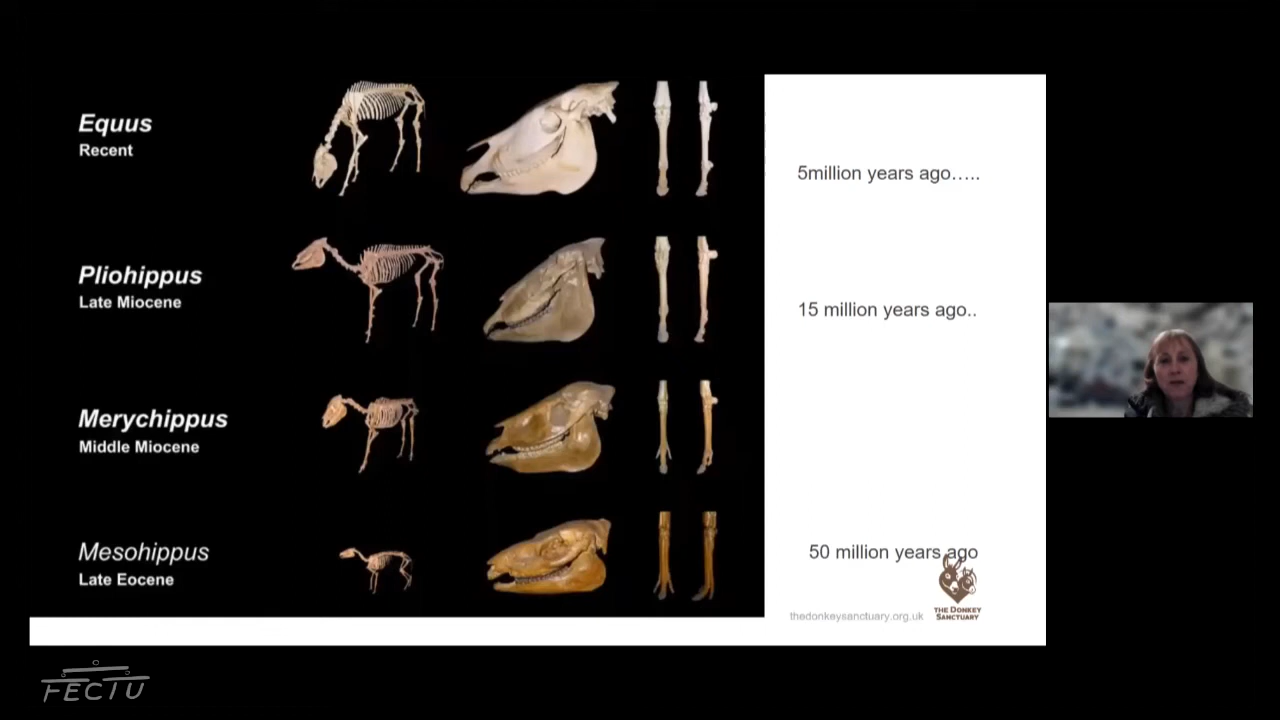 Equus
Recent
5million years ago…..
Pliohippus
Late Miocene
15 million years ago..
Merychippus
Middle Miocene
Mesohippus
Late Eocene
50 million years ago
thedonkeysanctuary.org.uk
THE DONKEY
SANCTUARY
FECTU